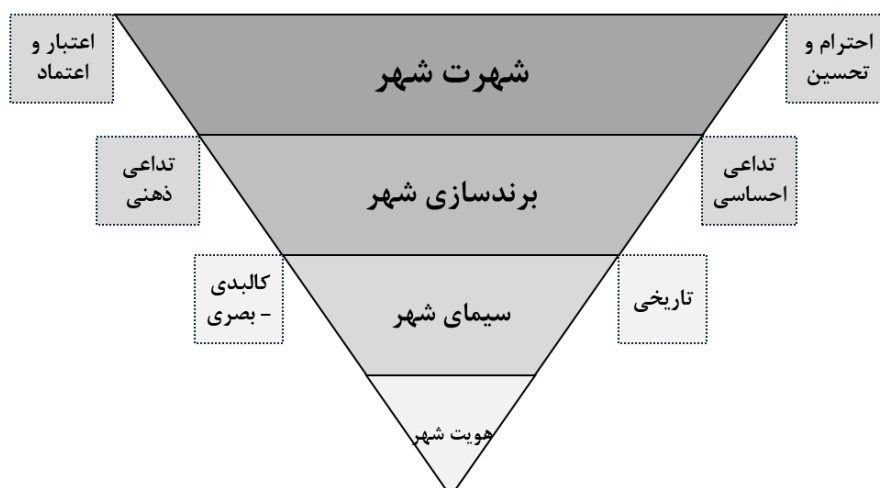 احترام و
تحسین
شهرت شهر
اعتبار و
اعتماد
تداعی
احساسی
برندسازی شهر
تداعی
ذهنی
تاریخی
سیمای شهر
کالبدی
- بصری
هویت شهر